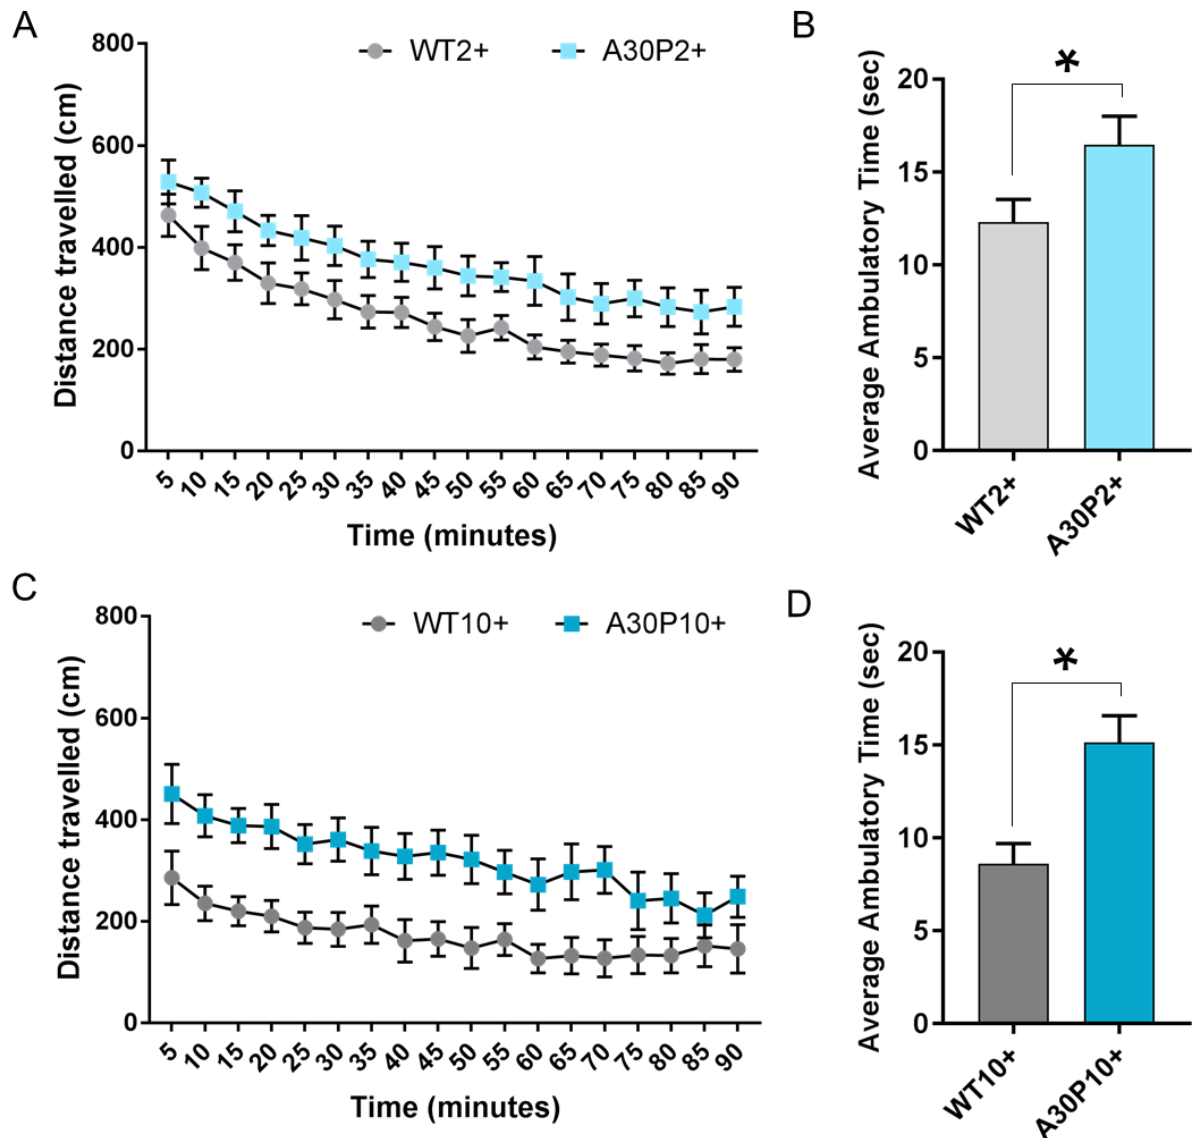 A
WT2+ A30P2+
Distance travelled (cm)
800
600
400
200
0
5 10 15 20 25 30 35 40 45 50 55 60 65 70 75 80 85 90
Time (minutes)
B
*
Average Ambulatory Time (sec)
20
15
10
5
0
WT2+ A30P2+
C
WT10+ A30P10+
Distance travelled (cm)
800
600
400
200
0
5 10 15 20 25 30 35 40 45 50 55 60 65 70 75 80 85 90
Time (minutes)
D
*
Average Ambulatory Time (sec)
20
15
10
5
0
WT10+ A30P10+